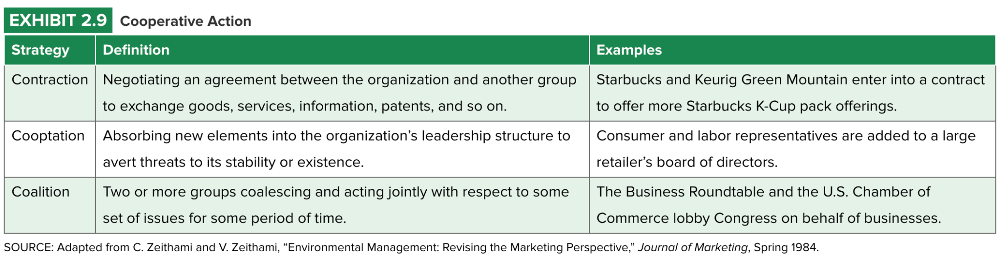 EXHIBIT 2.9 Cooperative Action
Strategy Definition Examples
Contraction Negotiating an agreement between the organization and another group Starbucks and Keurig Green Mountain enter into a contract
to exchange goods, services, information, patents, and so on. to offer more Starbucks K-Cup pack offerings.
Cooptation Absorbing new elements into the organization’s leadership structure to Consumer and labor representatives are added to a large
avert threats to its stability or existence. retailer’s board of directors.
Coalition Two or more groups coalescing and acting jointly with respect to some The Business Roundtable and the U.S. Chamber of
set of issues for some period of time. Commerce lobby Congress on behalf of businesses.
SOURCE: Adapted from C. Zeithami and V. Zeithami, “Environmental Management: Revising the Marketing Perspective,” Journal of Marketing, Spring 1984.